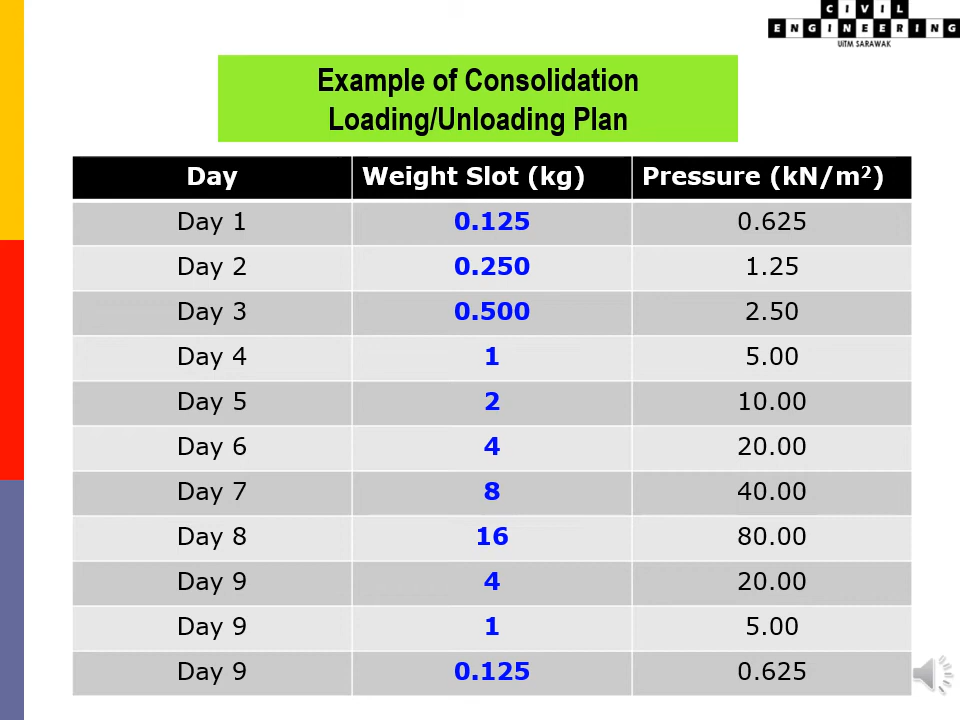 CIVIL
ENGINEERING
UiTM SARAWAK
Example of Consolidation
Loading/Unloading Plan
Day Weight Slot (kg) Pressure (kN/m²)
Day 1 0.125 0.625
Day 2 0.250 1.25
Day 3 0.500 2.50
Day 4 1 5.00
Day 5 2 10.00
Day 6 4 20.00
Day 7 8 40.00
Day 8 16 80.00
Day 9 4 20.00
Day 9 1 5.00
Day 9 0.125 0.625